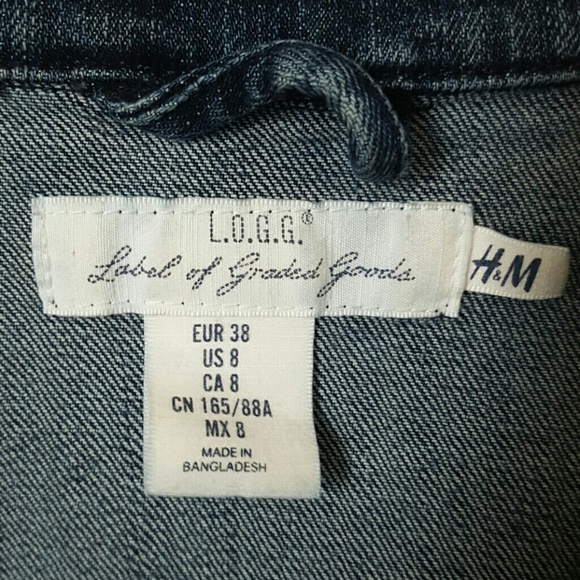 L.O.G.G.®
Label of Graded Goods
H&M
EUR 38
US 8
CA 8
CN 165/88A
MX 8
MADE IN
BANGLADESH